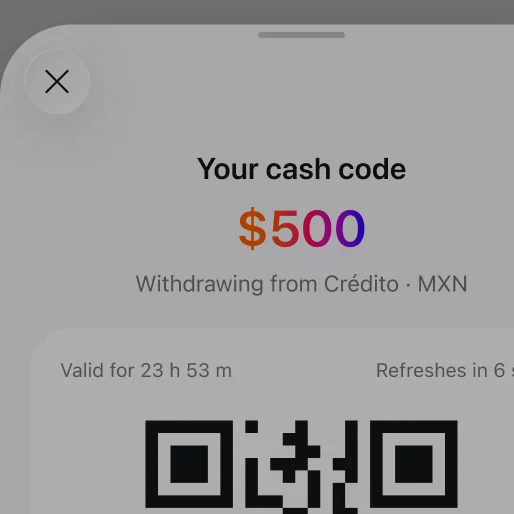 Your cash code
$500
Withdrawing from Crédito · MXN
Valid for 23 h 53 m
Refreshes in 6